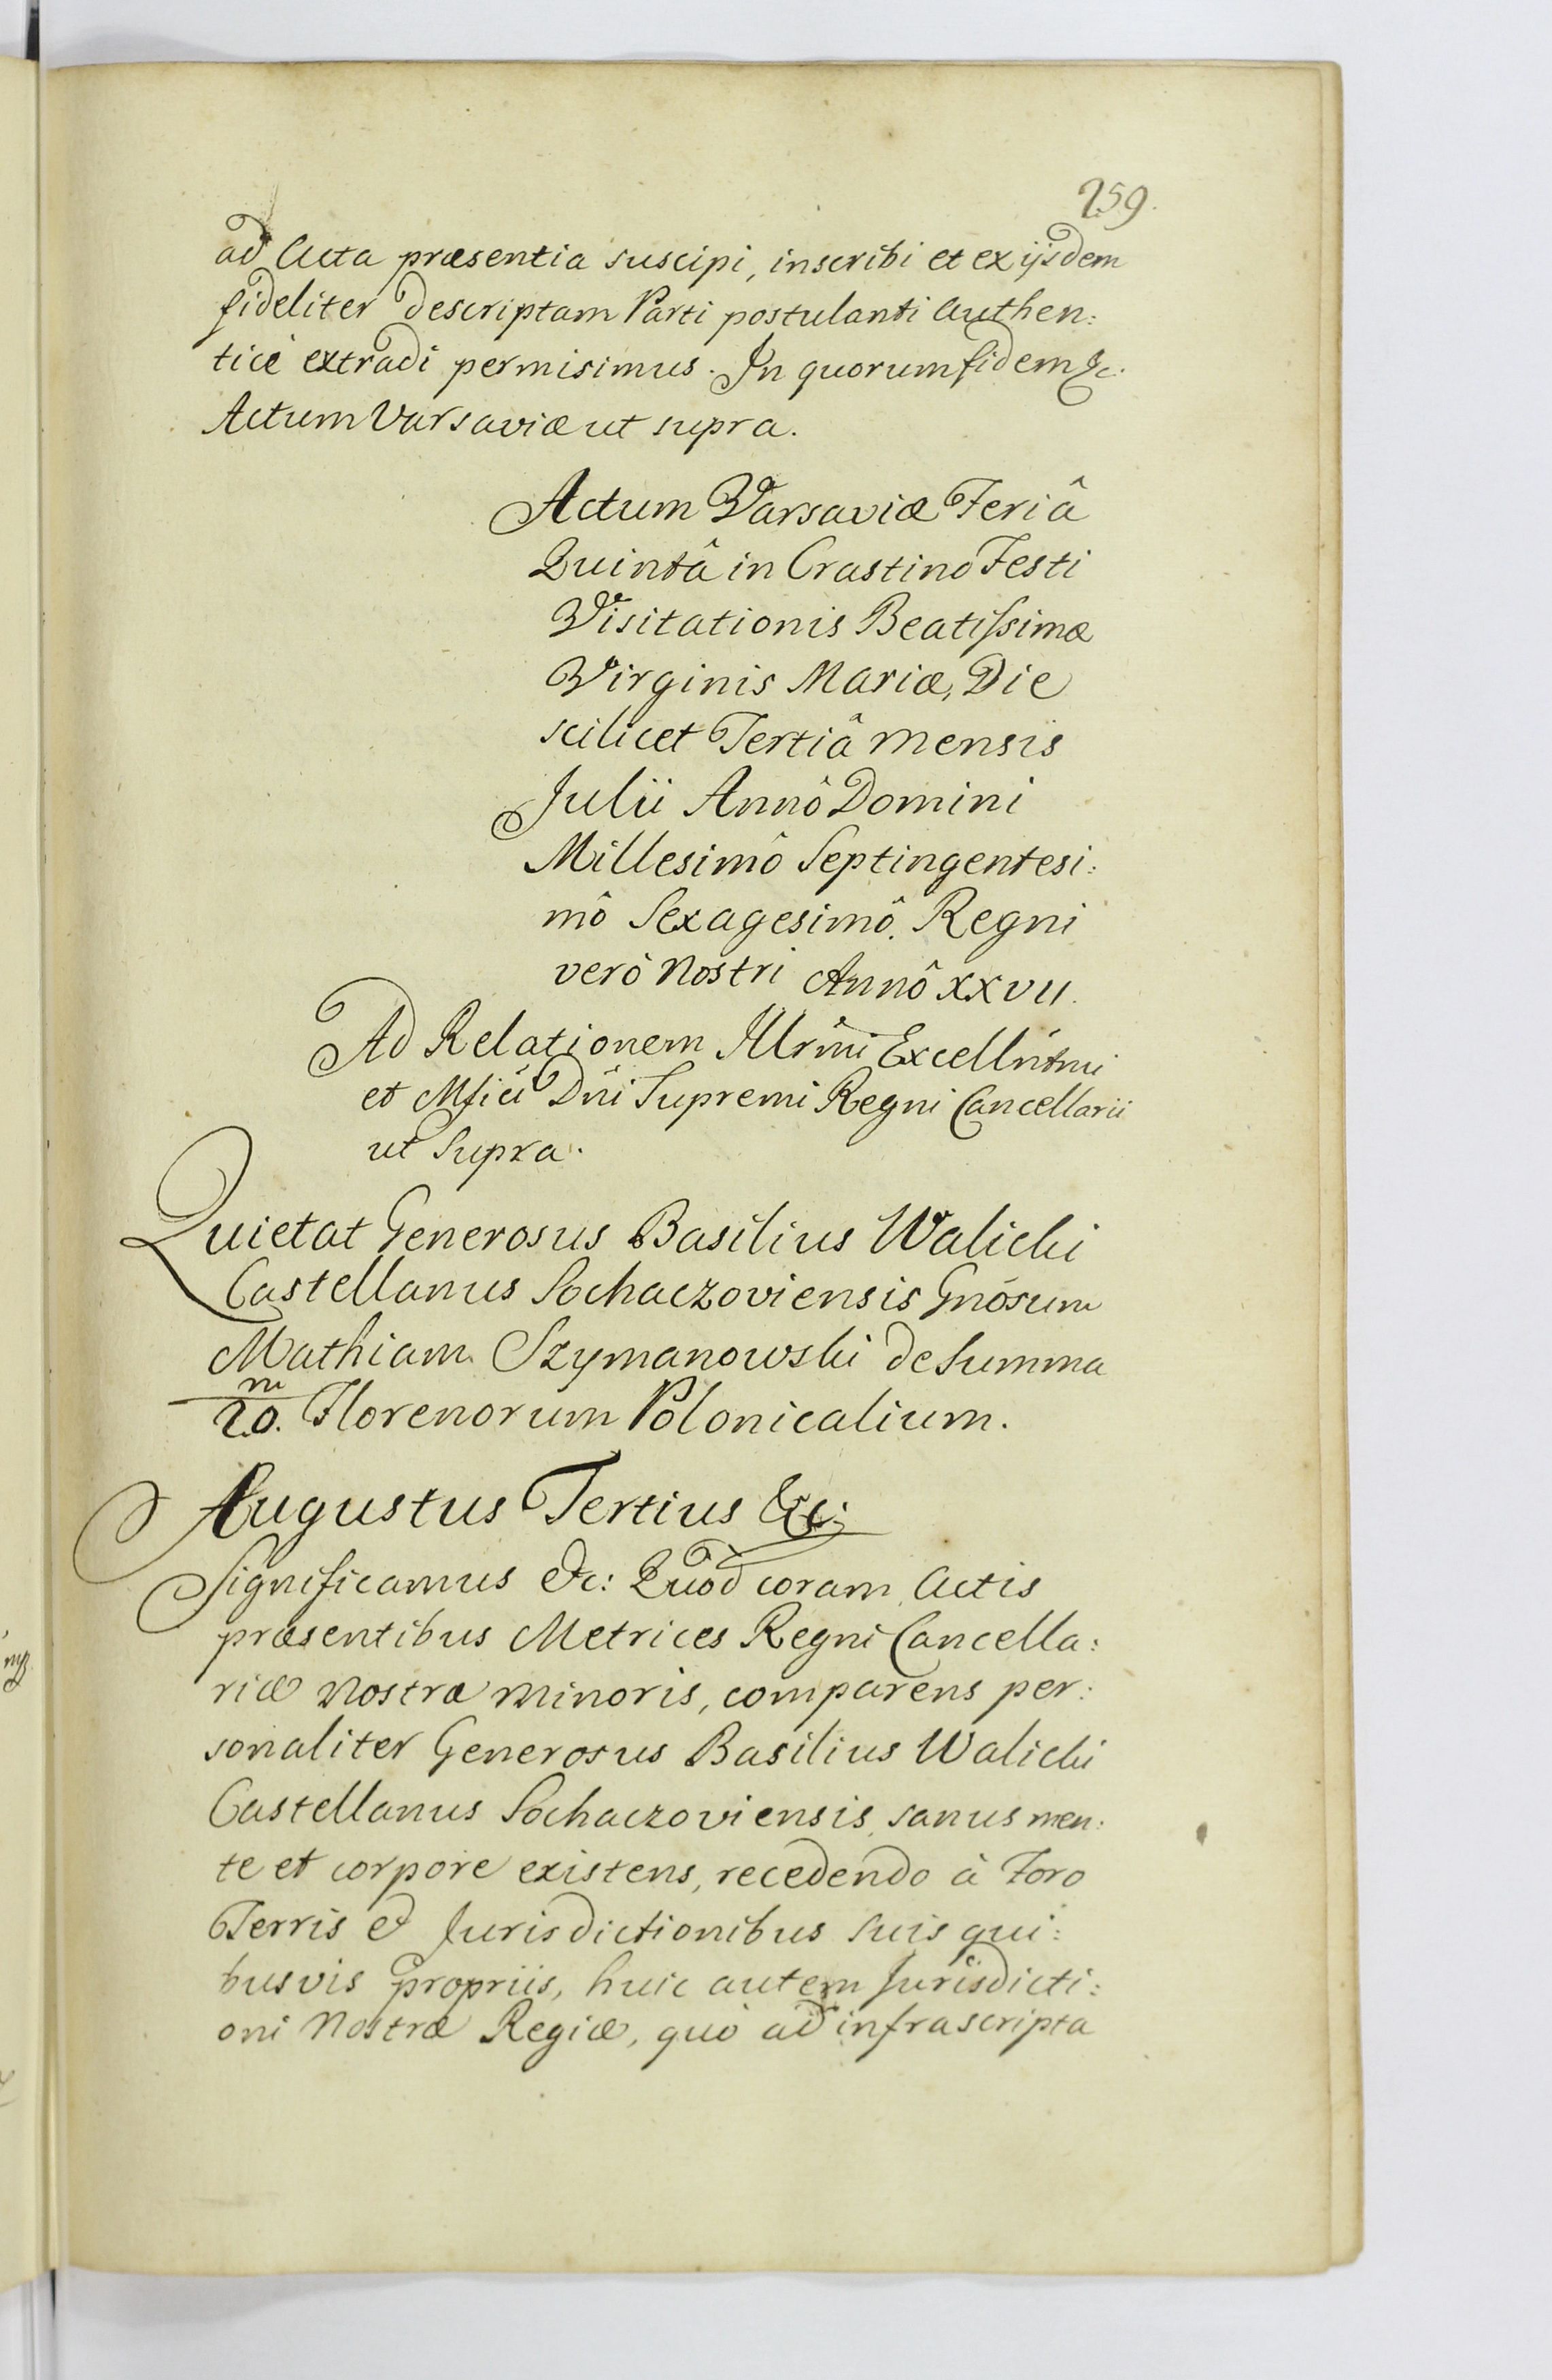 259.
ad Acta præsentia suscipi, inscribi et ex ijsdem
fideliter descriptam Parti postulanti Authen:
ticè extradi permisimus. In quorum fidem &c.
Actum Varsaviæ ut supra.
Actum Varsaviæ Feriâ
Quintâ in Crastino Festi
Visitationis Beatissimæ
Virginis Mariæ, Die
scilicet Tertiâ Mensis
Julii Annô Domini
Millesimô Septingentesi:
mô Sexagesimô. Regni
verò Nostri Annô XXVII.
Ad Relationem Illrm̃i Excellñtmi
et Mfici Dñi Supremi Regni Cancellarii
ut Supra.
Quietat Generosus Basilius Walicki
Castellanus Sochaczoviensis Gnõsum
Mathiam Szymanowski de Summa
m
20. Florenorum Polonicalium.
Augustus Tertius &c:
Significamus &c: Quod coram Actis
præsentibus Metrices Regni Cancella:
riæ Nostræ Minoris, comparens per:
sonaliter Generosus Basilius Walicki
Castellanus Sochaczoviensis, sanus men:
te et corpore existens, recedendo à Foro
Terris et Jurisdictionibus suis qui:
busvis propriis, huic autem Jurisdicti:
oni Nostræ Regiæ, quò ad infrascripta